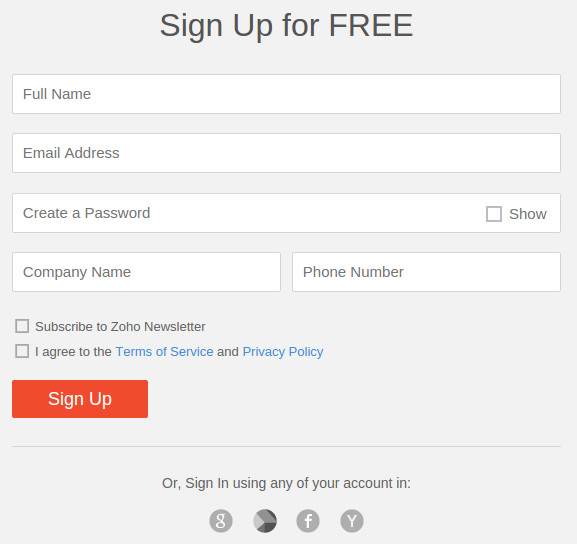 Sign Up for FREE
Full Name
Email Address
Create a Password Show
Company Name Phone Number
Subscribe to Zoho Newsletter
I agree to the Terms of Service and Privacy Policy
Sign Up
Or, Sign In using any of your account in:
g f Y